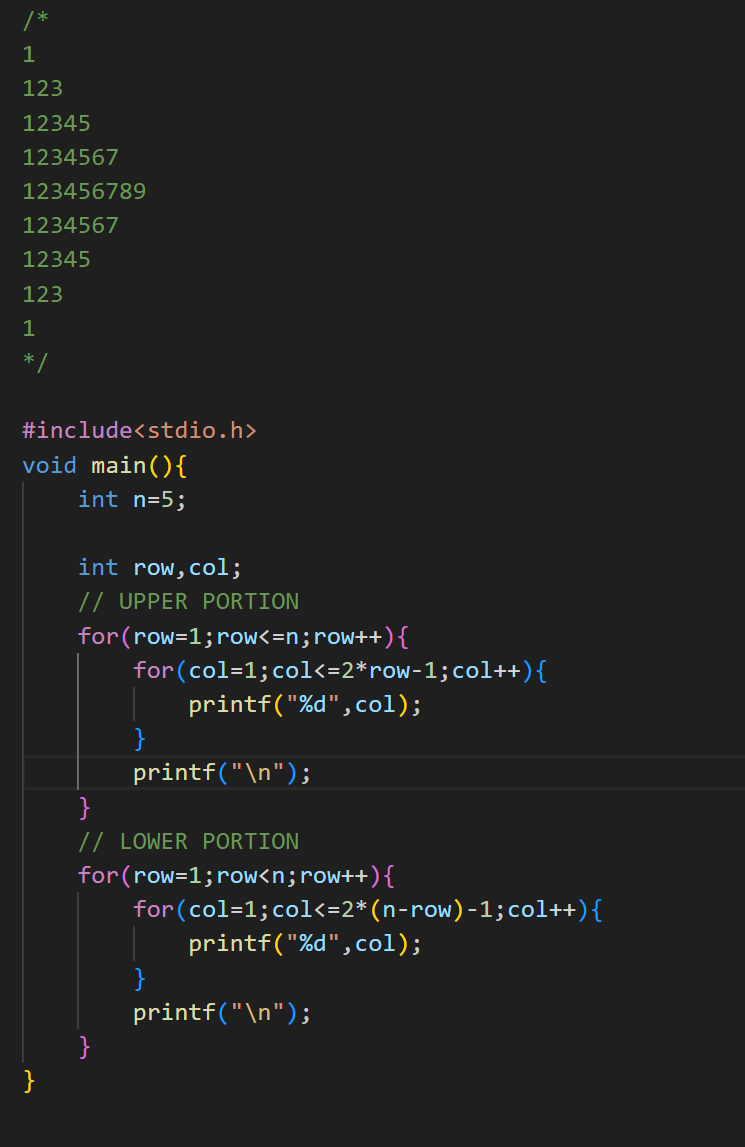 /*
1
123
12345
1234567
123456789
1234567
12345
123
1
*/

#include<stdio.h>
void main(){
    int n=5;

    int row,col;
    // UPPER PORTION
    for(row=1;row<=n;row++){
        for(col=1;col<=2*row-1;col++){
            printf("%d",col);
        }
        printf("\n");
    }
    // LOWER PORTION
    for(row=1;row<n;row++){
        for(col=1;col<=2*(n-row)-1;col++){
            printf("%d",col);
        }
        printf("\n");
    }
}